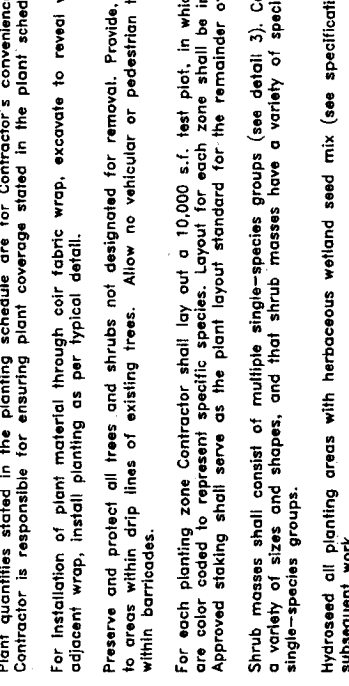 Plant quantities stated in the planting schedule are for Contractor's convenienc
Contractor is responsible for ensuring plant coverage stated in the plant sched
For installation of plant material through coir fabric wrap, excavate to reveal
adjacent wrap, install planting as per typical detail.
Preserve and protect all trees and shrubs not designated for removal. Provide,
to areas within drip lines of existing trees. Allow no vehicular or pedestrian t
within barricades.
For each planting zone Contractor shall lay out a 10,000 s.f. test plot, in whic
are color coded to represent specific species. Layout for each zone shall be in
Approved staking shall serve as the plant layout standard for the remainder o
Shrub masses shall consist of multiple single-species groups (see detail 3). C
a variety of sizes and shapes, and that shrub masses have a variety of speci
single-species groups.
Hydroseed all planting areas with herbaceous wetland seed mix (see specificati
subsequent work